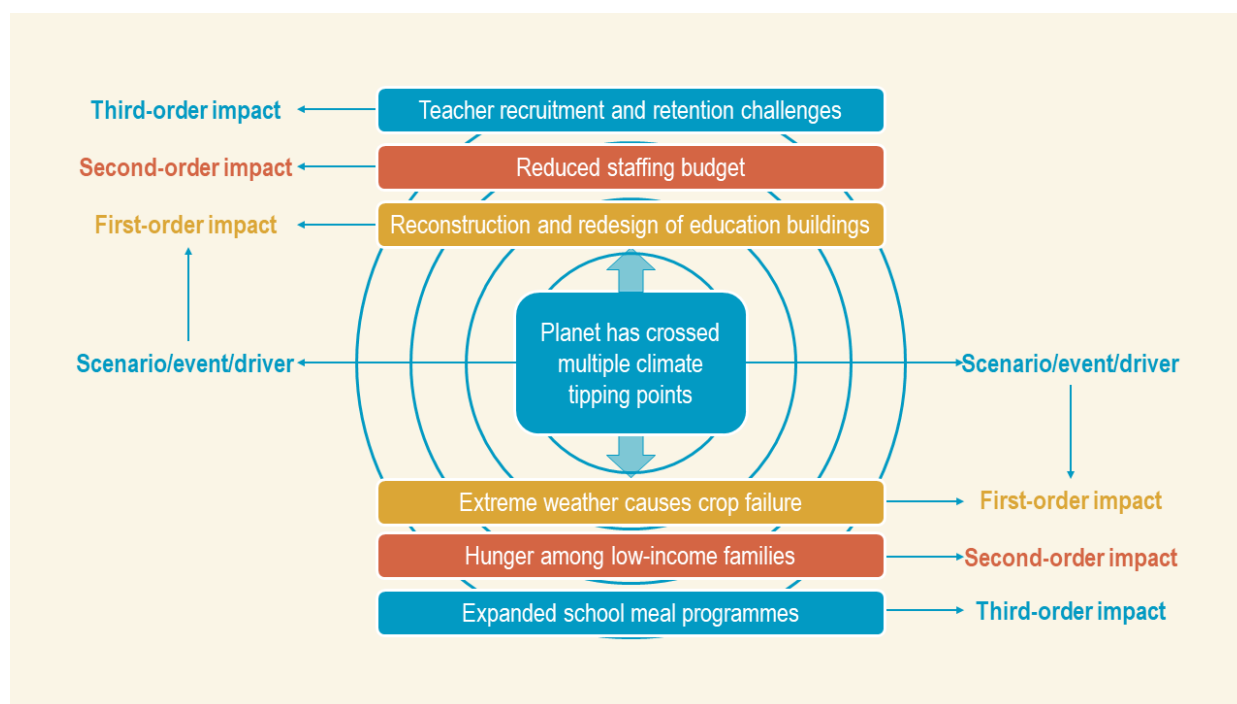 Third-order impact
Teacher recruitment and retention challenges
Second-order impact
Reduced staffing budget
First-order impact
Reconstruction and redesign of education buildings
Scenario/event/driver
Planet has crossed
multiple climate
tipping points
Scenario/event/driver
Extreme weather causes crop failure
First-order impact
Hunger among low-income families
Second-order impact
Expanded school meal programmes
Third-order impact